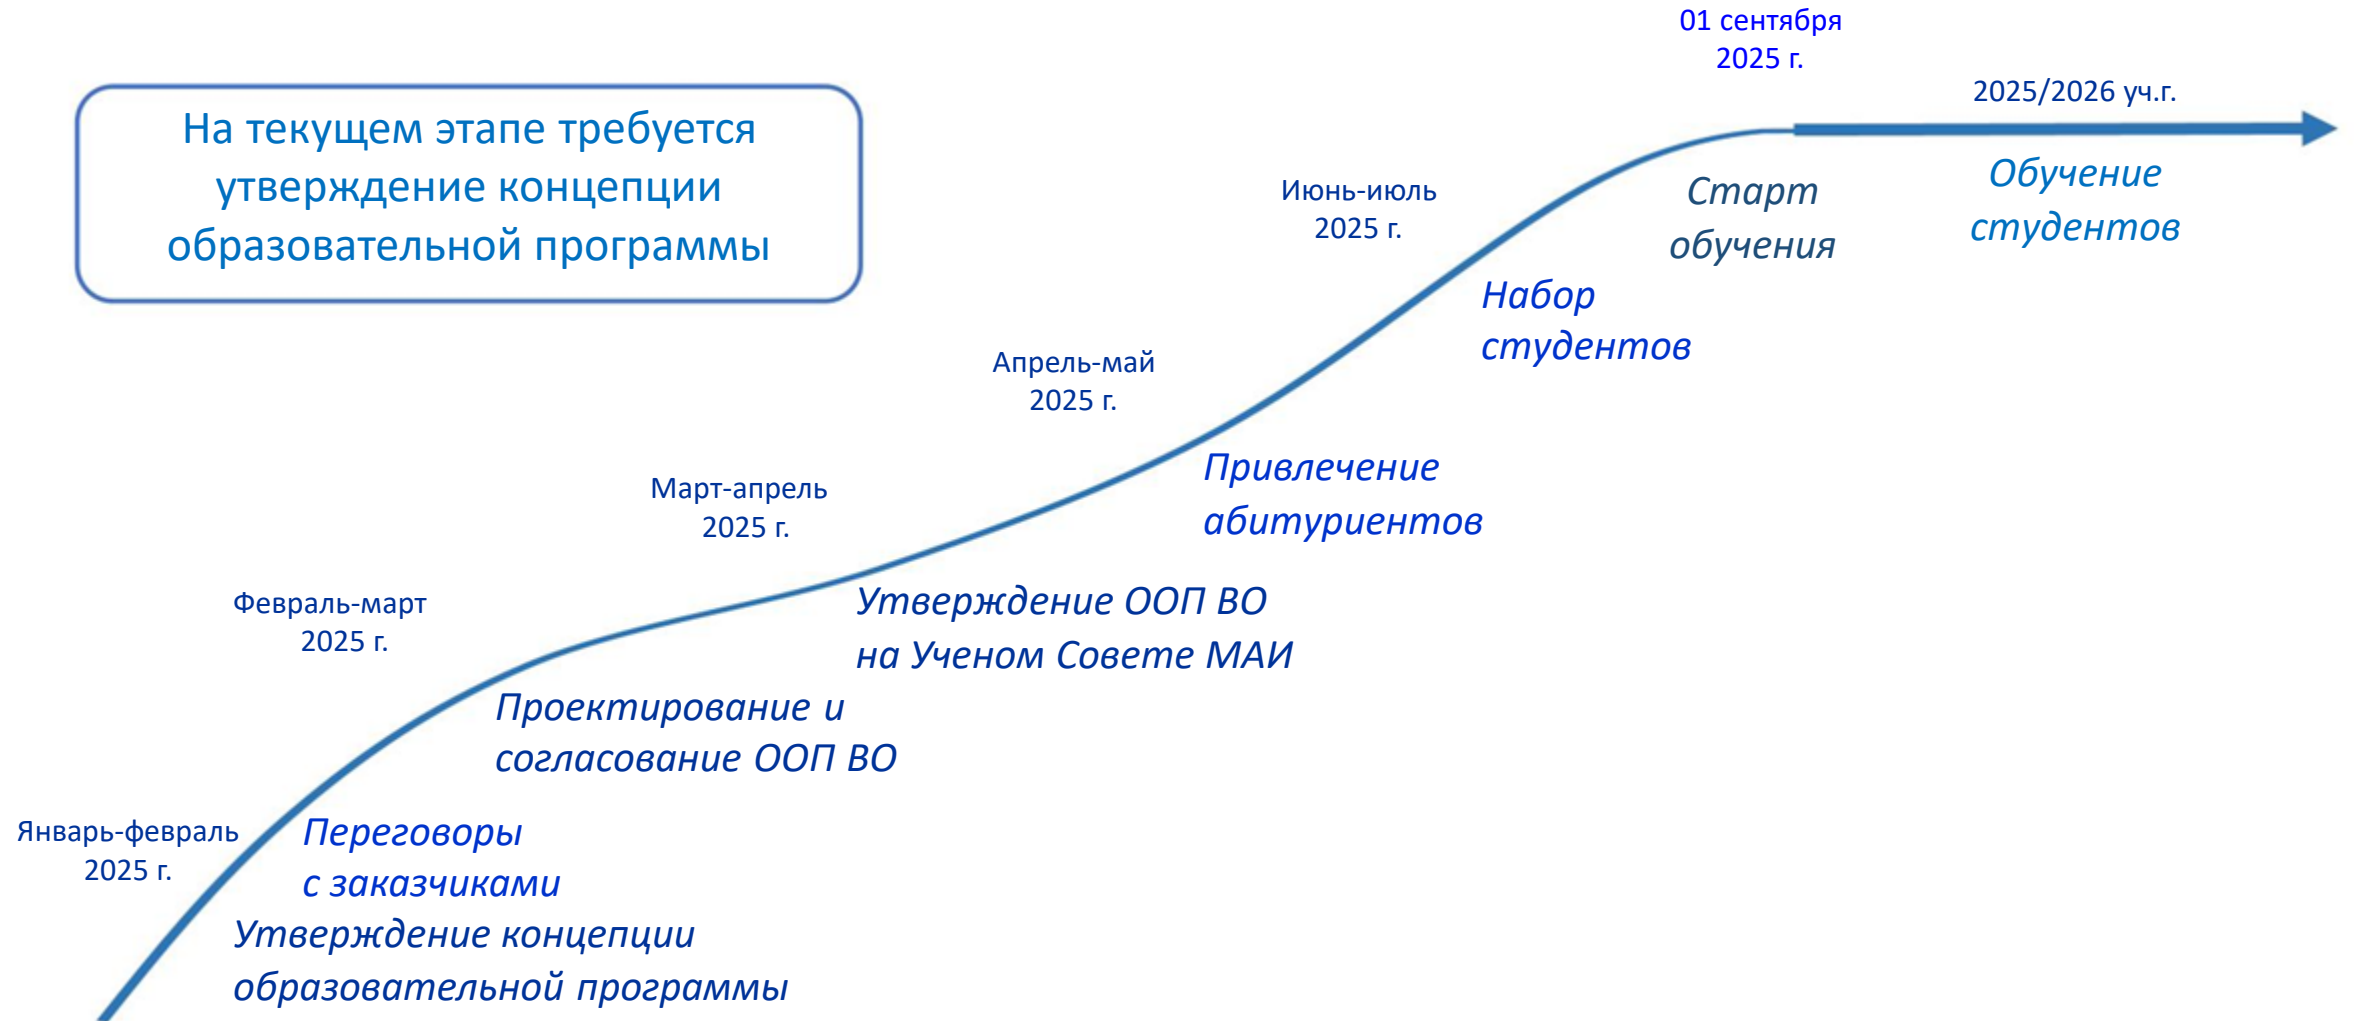 01 сентября
2025 г.
2025/2026 уч.г.
На текущем этапе требуется
утверждение концепции
образовательной программы
Старт
обучения
Обучение
студентов
Июнь-июль
2025 г.
Набор
студентов
Апрель-май
2025 г.
Привлечение
абитуриентов
Март-апрель
2025 г.
Утверждение ООП ВО
на Ученом Совете МАИ
Февраль-март
2025 г.
Проектирование и
согласование ООП ВО
Январь-февраль
2025 г.
Переговоры
с заказчиками
Утверждение концепции
образовательной программы